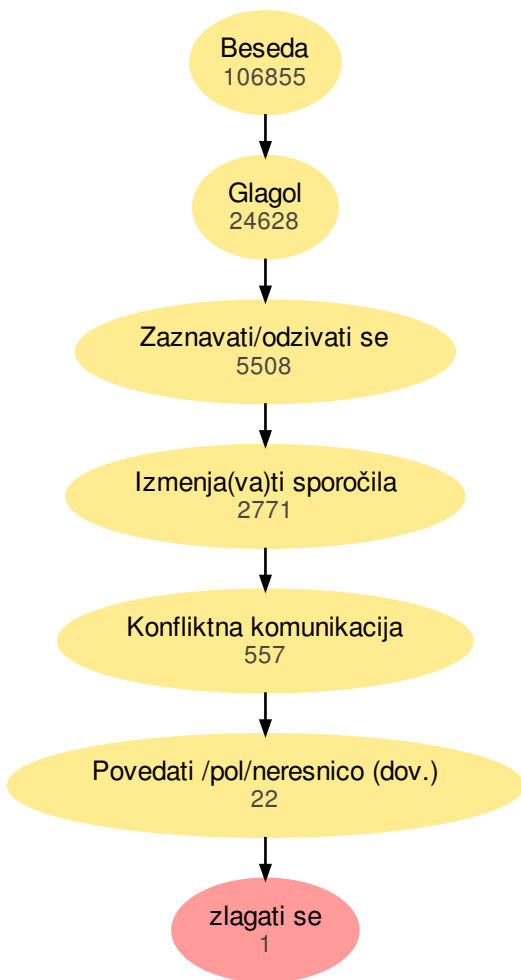 Beseda
106855
Glagol
24628
Zaznavati/odzivati se
5508
Izmenja(va)ti sporočila
2771
Konfliktna komunikacija
557
Povedati /pol/neresnico (dov.)
22
zlagati se
1